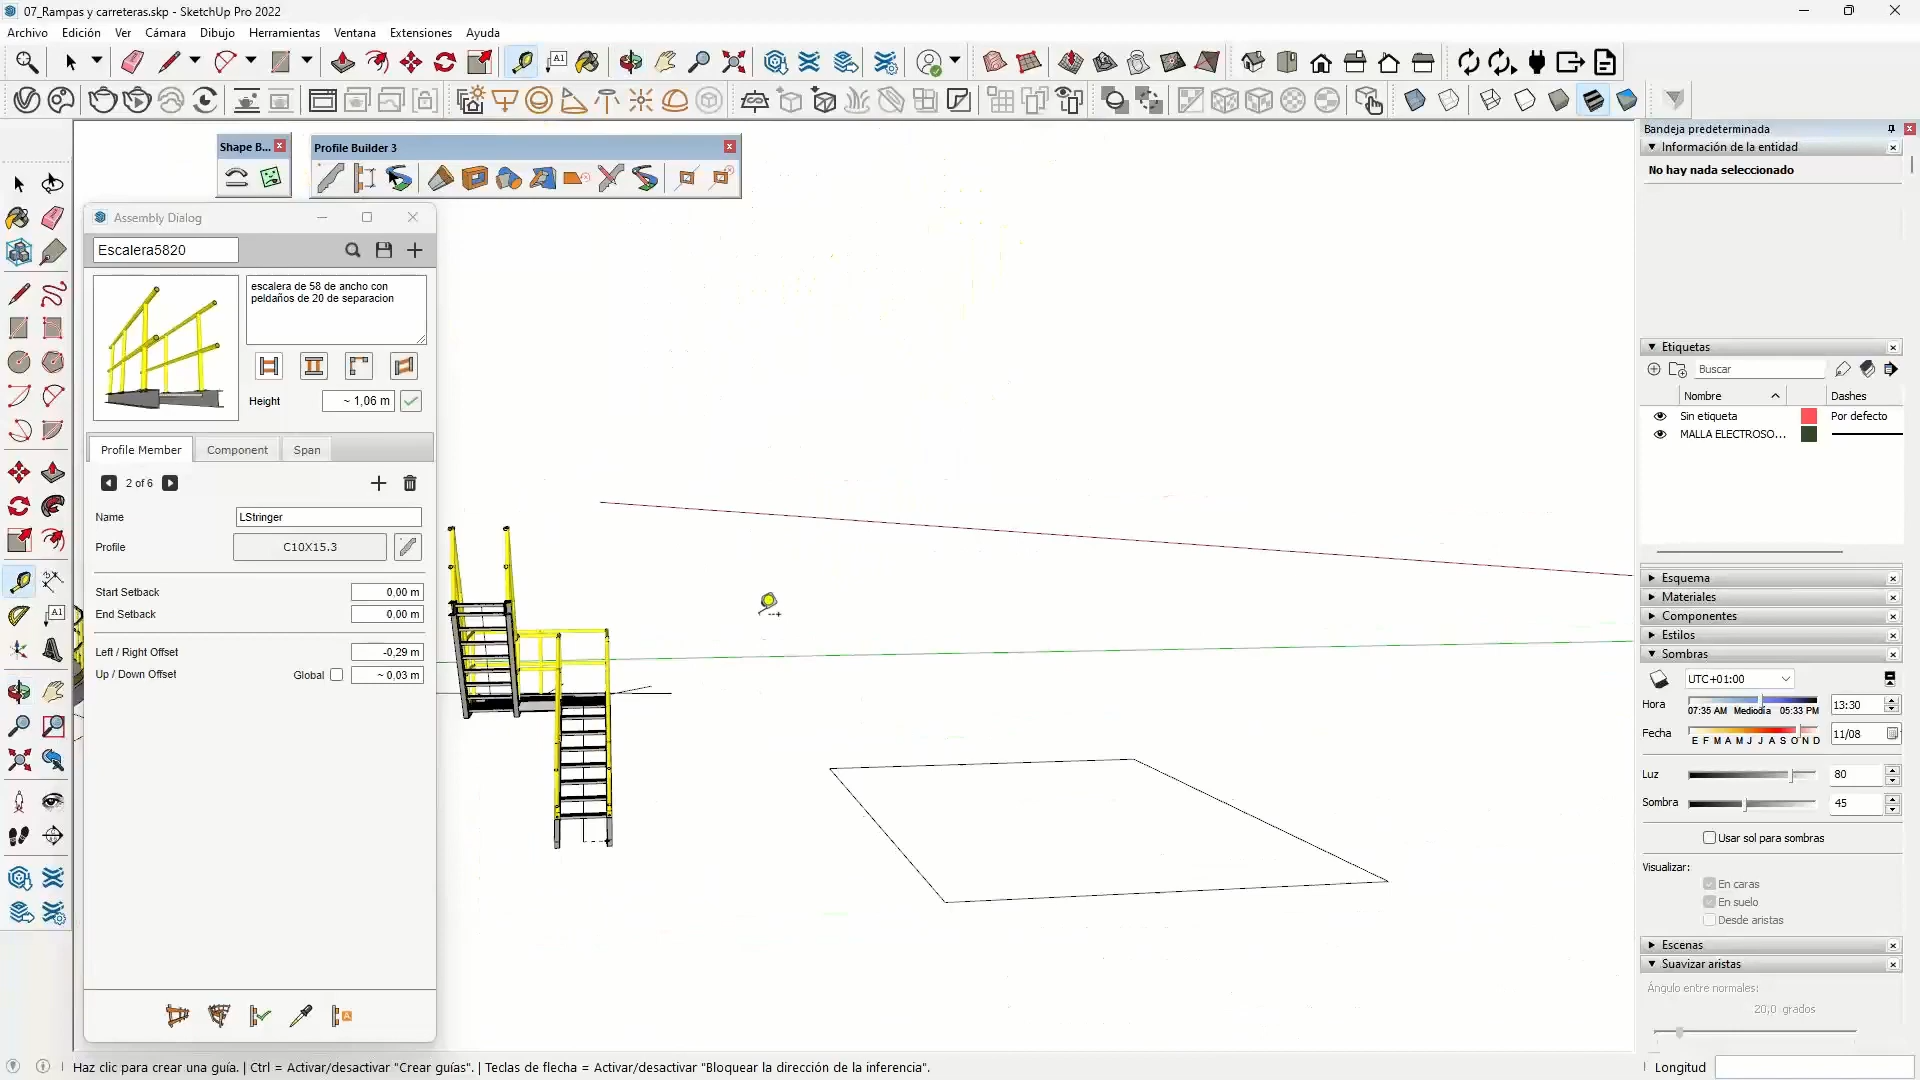 07_Rampas y carreteras.skp - SketchUp Pro 2022
Archivo Edición Ver Cámara Dibujo Herramientas Ventana Extensiones Ayuda
A1
Shape B...
Profile Builder 3
Bandeja predeterminada
Información de la entidad
No hay nada seleccionado
Assembly Dialog
Escalera5820
escalera de 58 de ancho con
peldaños de 20 de separacion
Height ~ 1,06 m
Profile Member Component Span
2 of 6
Name LStringer
Profile C10X15.3
Start Setback 0,00 m
End Setback 0,00 m
Left / Right Offset -0,29 m
Up / Down Offset Global ~ 0,03 m
A1
A
Etiquetas
Buscar
Nombre Dashes
Sin etiqueta Por defecto
MALLA ELECTROSO...
Esquema
Materiales
Componentes
Estilos
Sombras
UTC+01:00
Hora 13:30
07:35 AM Mediodía 05:33 PM
Fecha 11/08
E F M A M J J A S O N D
Luz 80
Sombra 45
Usar sol para sombras
Visualizar:
En caras
En suelo
Desde aristas
Escenas
Suavizar aristas
Ángulo entre normales:
20,0 grados
Haz clic para crear una guía. | Ctrl = Activar/desactivar "Crear guías". | Teclas de flecha = Activar/desactivar "Bloquear la dirección de la inferencia".
Longitud